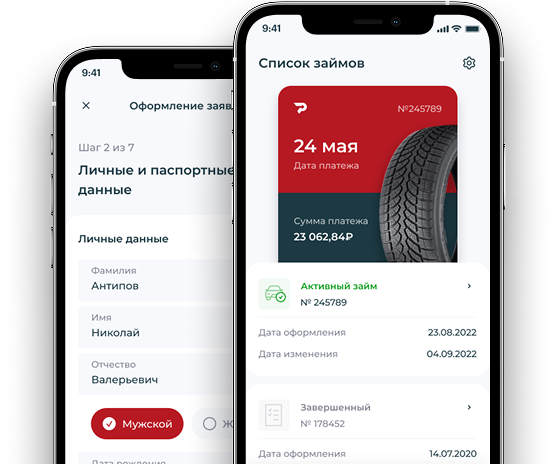 9:41
Оформление заявл
Шаг 2 из 7
Личные и паспортные
данные
Личные данные
Фамилия
Антипов
Имя
Николай
Отчество
Валерьевич
Мужской
Ж
Дата рождения
9:41
Список займов
№245789
24 мая
Дата платежа
Сумма платежа
23 062,84₽
Активный займ
№ 245789
Дата оформления 23.08.2022
Дата изменения 04.09.2022
Завершенный
№ 178452
Дата оформления 14.07.2020